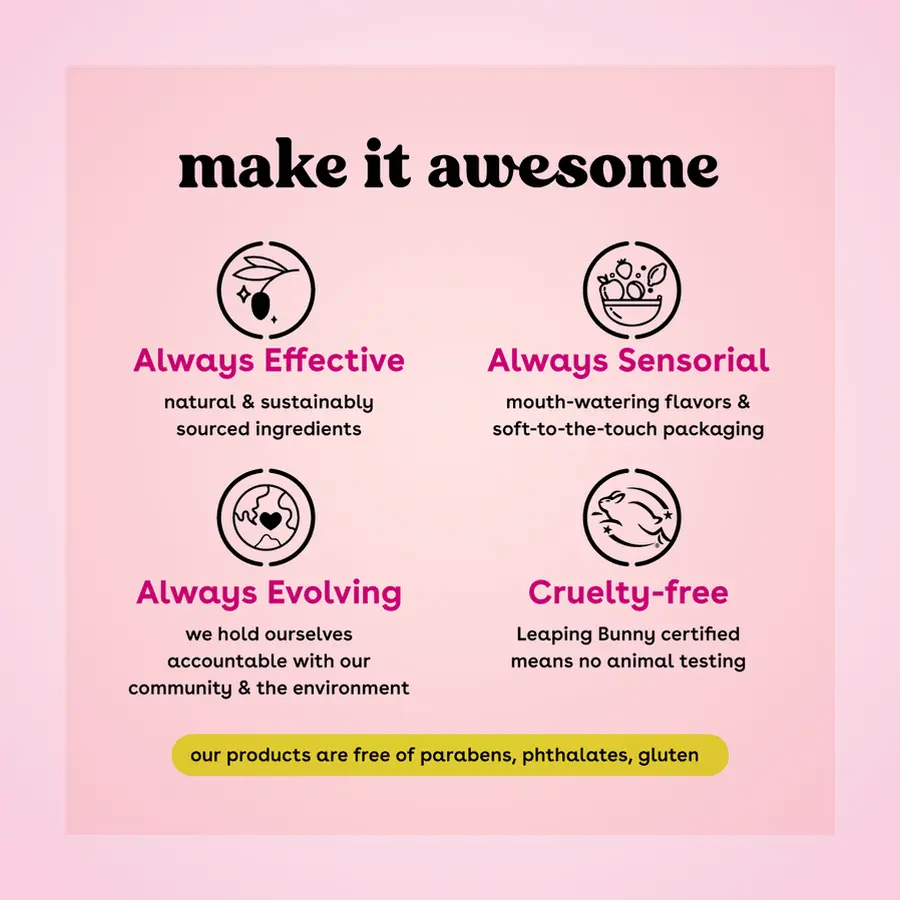 make it awesome
Always Effective
natural & sustainably
sourced ingredients
Always Sensorial
mouth-watering flavors &
soft-to-the-touch packaging
Always Evolving
we hold ourselves
accountable with our
community & the environment
Cruelty-free
Leaping Bunny certified
means no animal testing
our products are free of parabens, phthalates, gluten